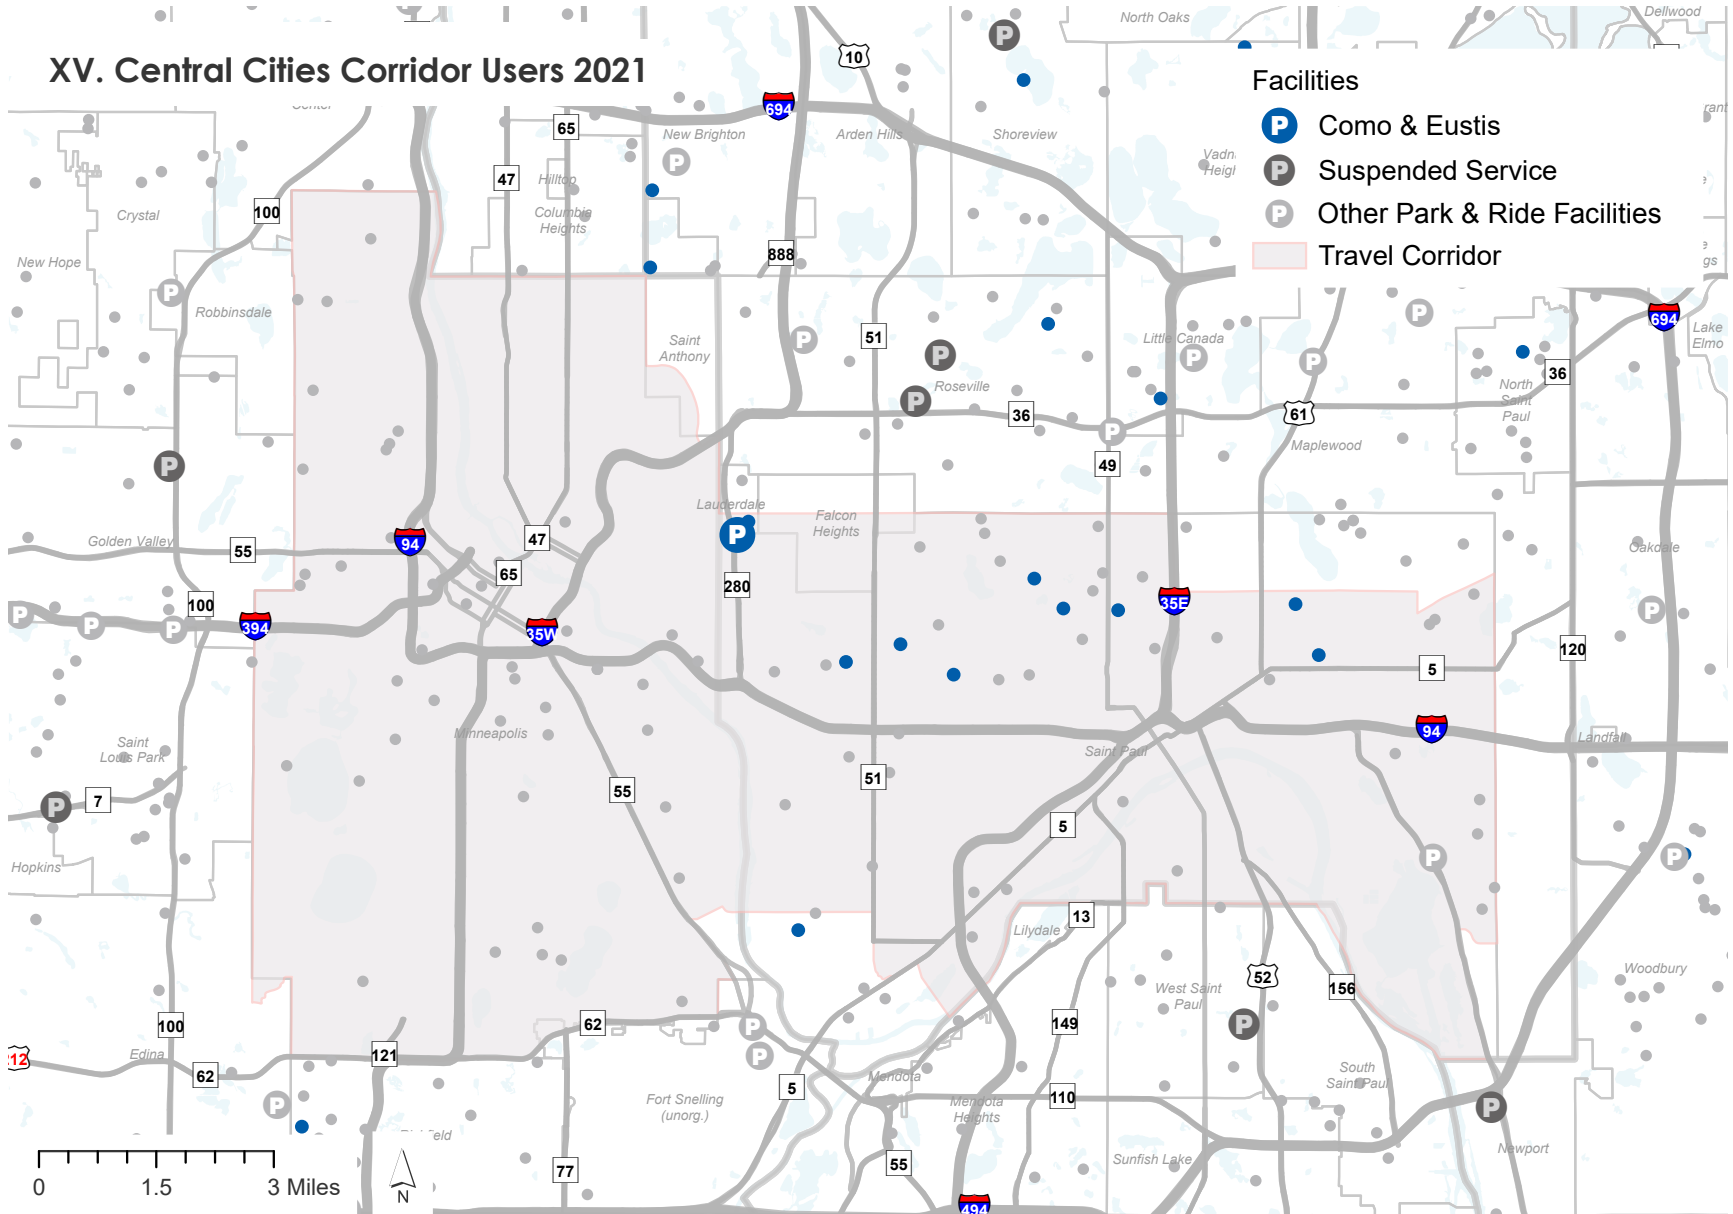 XV. Central Cities Corridor Users 2021
Facilities
P Como & Eustis
P Suspended Service
P Other Park & Ride Facilities
Travel Corridor
North Oaks
Dellwood
10
694
65
New Brighton
Arden Hills
Shoreview
47
Hilltop
Columbia
Heights
100
Crystal
888
New Hope
Robbinsdale
Saint
Anthony
51
Little Canada
694
Lake
Elmo
Roseville
36
36
61
North
Saint
Paul
Maplewood
49
Lauderdale
Falcon
Heights
Golden Valley
55
94
47
65
280
Oakdale
100
394
35W
35E
120
5
Minneapolis
Saint
Louis Park
Saint Paul
94
Landfall
7
55
51
5
Hopkins
13
Lilydale
52
156
West Saint
Paul
Woodbury
100
62
149
121
Edina
62
212
5
Mendota
110
Mendota
Heights
South
Saint Paul
Fort Snelling
(unorg.)
Newport
77
55
Sunfish Lake
494
0 1.5 3 Miles
N